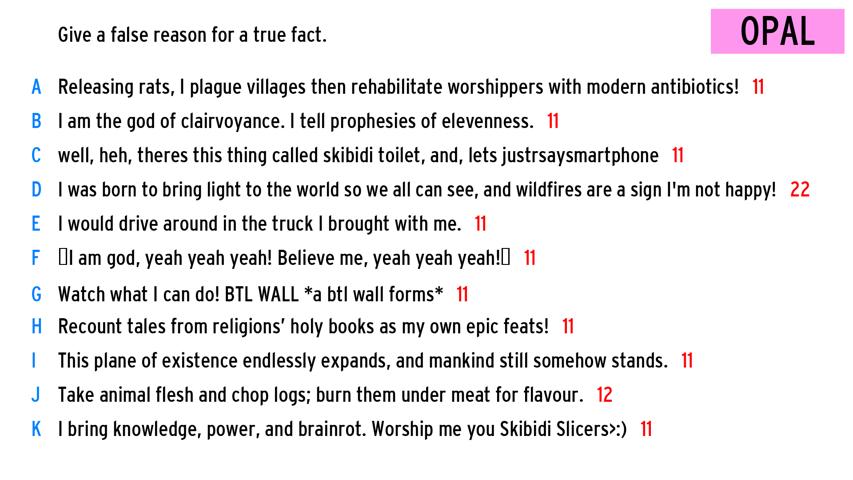 Give a false reason for a true fact.
OPAL
A Releasing rats, I plague villages then rehabilitate worshippers with modern antibiotics! 11
B I am the god of clairvoyance. I tell prophesies of elevenness. 11
C well, heh, theres this thing called skibidi toilet, and, lets justrsaysmartphone 11
D I was born to bring light to the world so we all can see, and wildfires are a sign I'm not happy! 22
E I would drive around in the truck I brought with me. 11
F ▯I am god, yeah yeah yeah! Believe me, yeah yeah yeah!▯ 11
G Watch what I can do! BTL WALL *a btl wall forms* 11
H Recount tales from religions’ holy books as my own epic feats! 11
I This plane of existence endlessly expands, and mankind still somehow stands. 11
J Take animal flesh and chop logs; burn them under meat for flavour. 12
K I bring knowledge, power, and brainrot. Worship me you Skibidi Slicers>:) 11